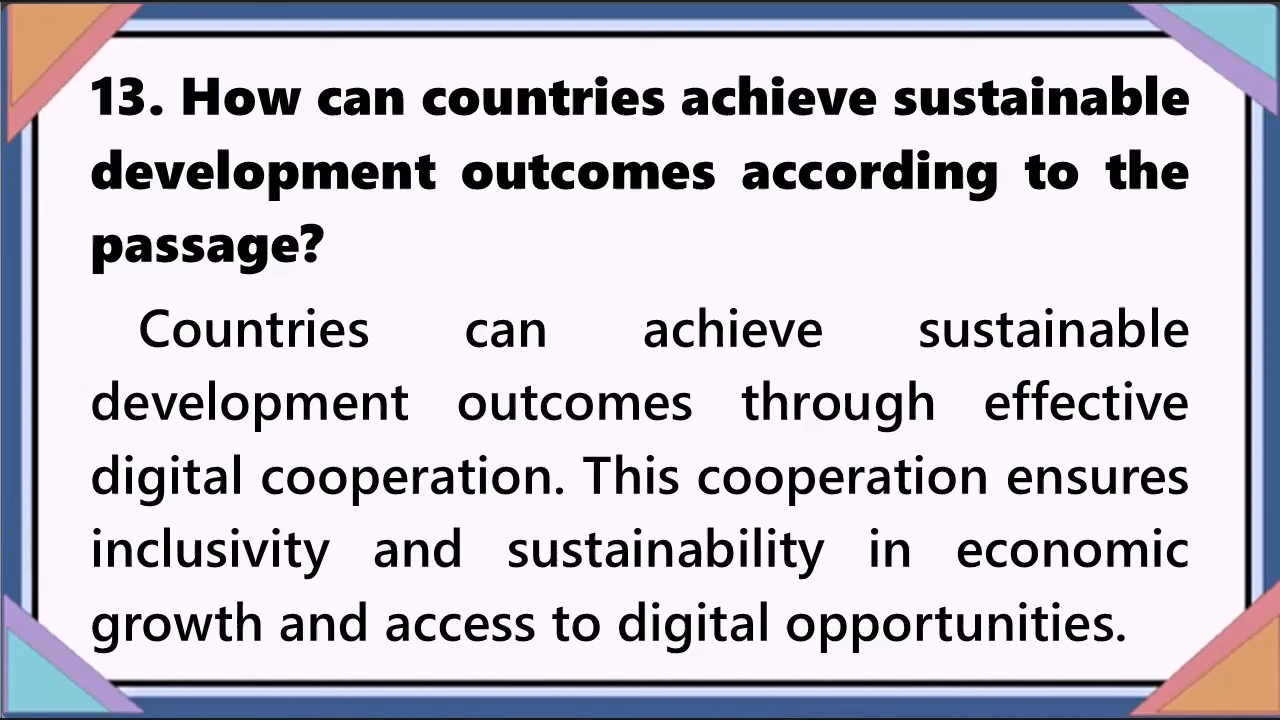 13. How can countries achieve sustainable
development outcomes according to the
passage?
Countries can achieve sustainable
development outcomes through effective
digital cooperation. This cooperation ensures
inclusivity and sustainability in economic
growth and access to digital opportunities.